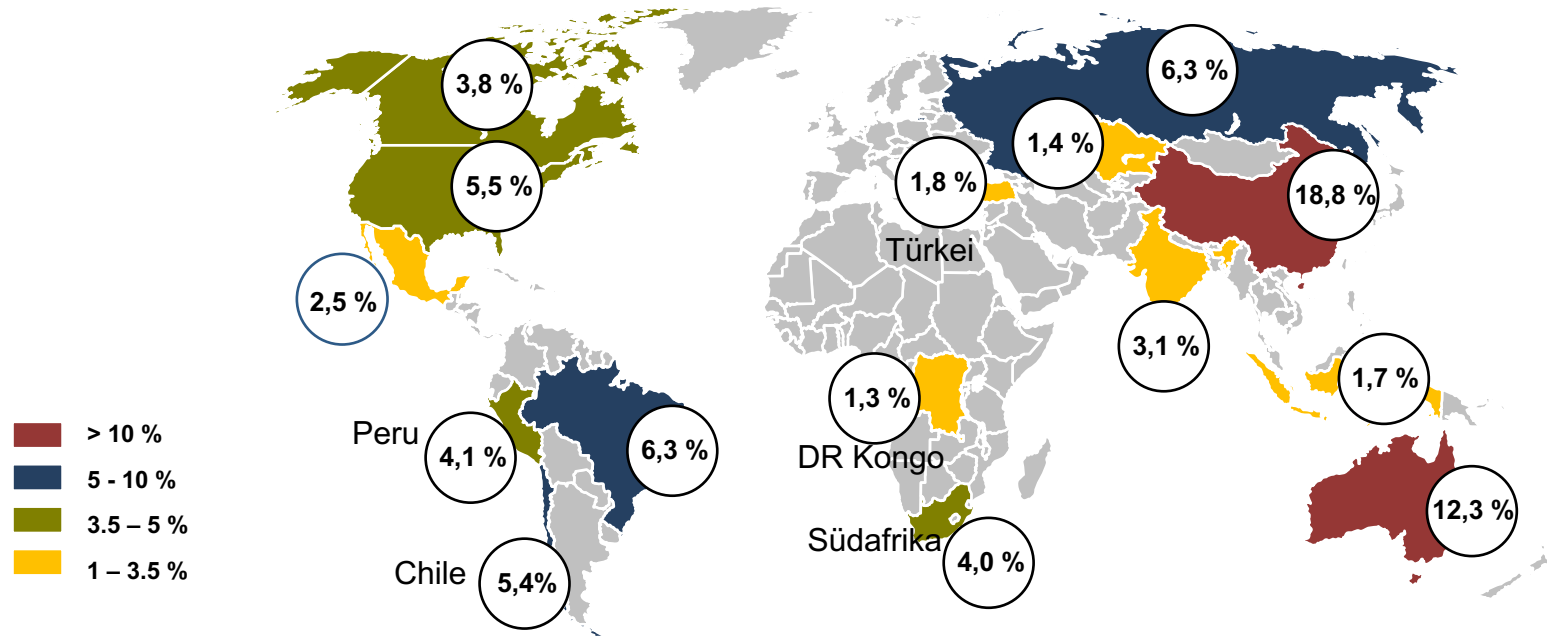 3,8 %
6,3 %
1,4 %
5,5 %
1,8 %
18,8 %
Türkei
2,5 %
3,1 %
1,7 %
1,3 %
Peru
4,1 %
6,3 %
DR Kongo
12,3 %
Südafrika
4,0 %
Chile
5,4%
> 10 %
5 - 10 %
3.5 – 5 %
1 – 3.5 %